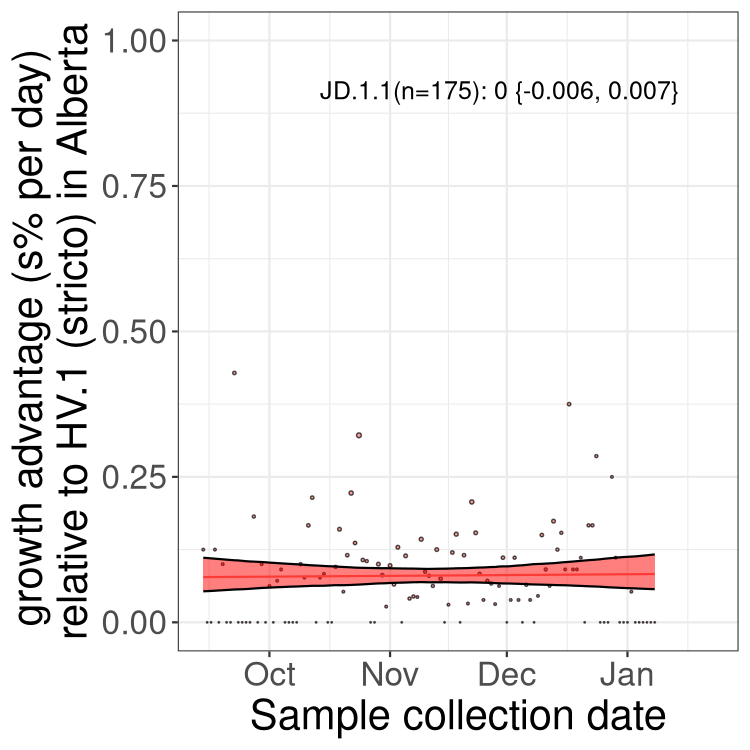 growth advantage (s% per day)
relative to HV.1 (stricto) in Alberta
1.00
0.75
0.50
0.25
0.00
JD.1.1(n=175): 0 {-0.006, 0.007}
Oct Nov Dec Jan
Sample collection date